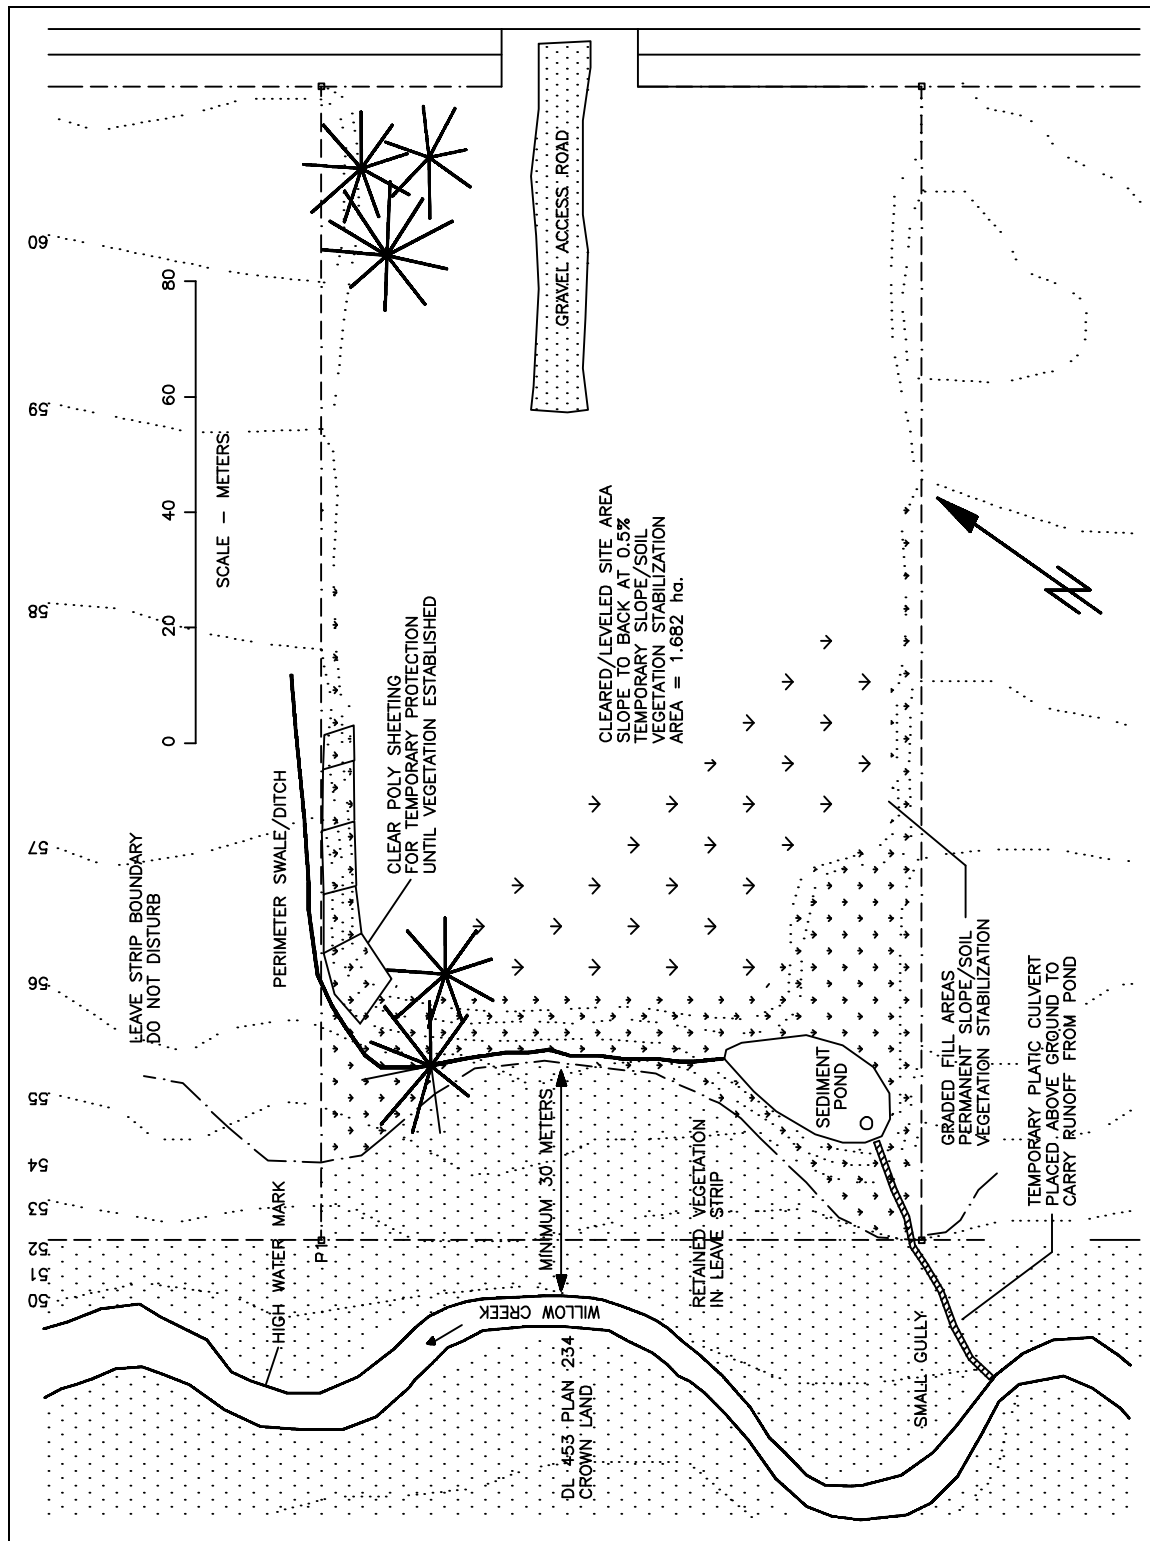 60
59
58
57
56
55
54
53
52
51
50
80
60
40
20
0
SCALE - METERS
GRAVEL ACCESS ROAD
CLEARED/LEVELED SITE AREA
SLOPE TO BACK AT 0.5%
TEMPORARY SLOPE/SOIL
VEGETATION STABILIZATION
AREA = 1.682 ha.
CLEAR POLY SHEETING
FOR TEMPORARY PROTECTION
UNTIL VEGETATION ESTABLISHED
PERIMETER SWALE/DITCH
LEAVE STRIP BOUNDARY
DO NOT DISTURB
SEDIMENT
POND
GRADED FILL AREAS
PERMANENT SLOPE/SOIL
VEGETATION STABILIZATION
TEMPORARY PLATIC CULVERT
PLACED ABOVE GROUND TO
CARRY RUNOFF FROM POND
MINIMUM 30 METERS
RETAINED VEGETATION
IN LEAVE STRIP
HIGH WATER MARK
WILLOW CREEK
SMALL GULLY
DL 453 PLAN 234
CROWN LAND
N